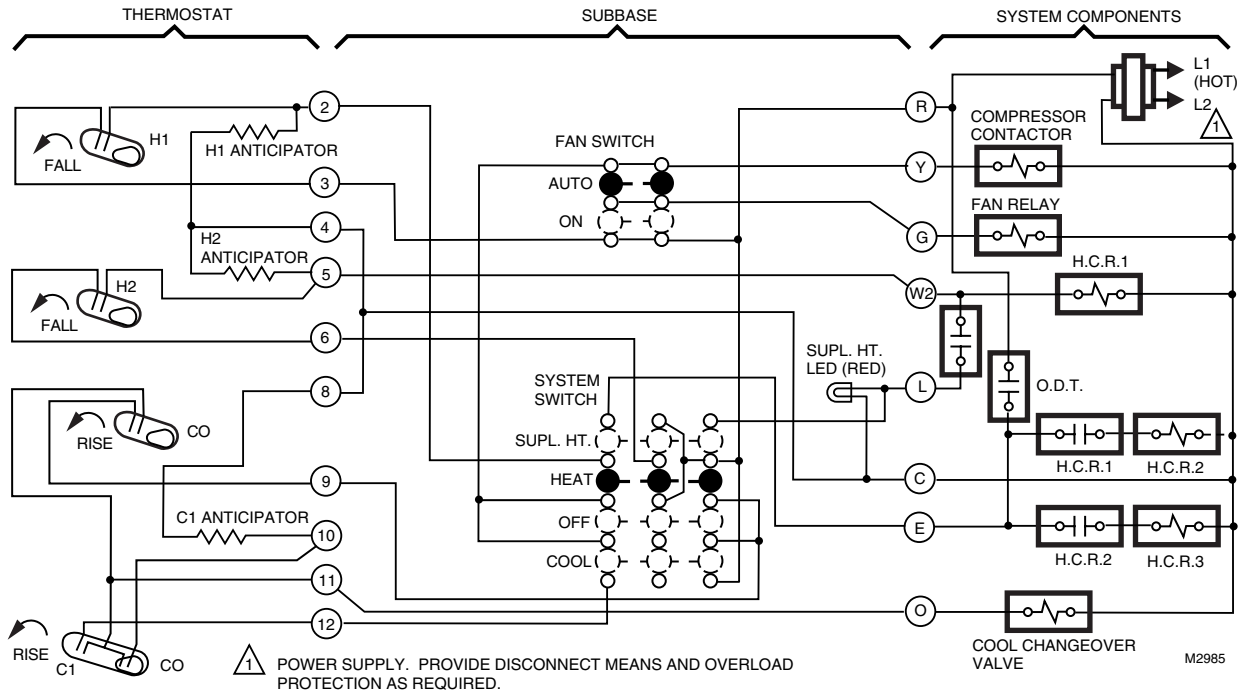 THERMOSTAT
SUBBASE
SYSTEM COMPONENTS
L1
(HOT)
L2
1
2
H1
FALL
H1 ANTICIPATOR
3
4
H2
ANTICIPATOR
5
H2
FALL
6
8
RISE
CO
9
C1 ANTICIPATOR
10
11
12
RISE
C1
CO
FAN SWITCH
AUTO
ON
SYSTEM
SWITCH
SUPL. HT.
HEAT
OFF
COOL
SUPL. HT.
LED (RED)
R
Y
G
W2
L
C
E
O
COMPRESSOR
CONTACTOR
FAN RELAY
H.C.R.1
O.D.T.
H.C.R.1
H.C.R.2
H.C.R.2
H.C.R.3
COOL CHANGEOVER
VALVE
M2985
1 POWER SUPPLY. PROVIDE DISCONNECT MEANS AND OVERLOAD
PROTECTION AS REQUIRED.